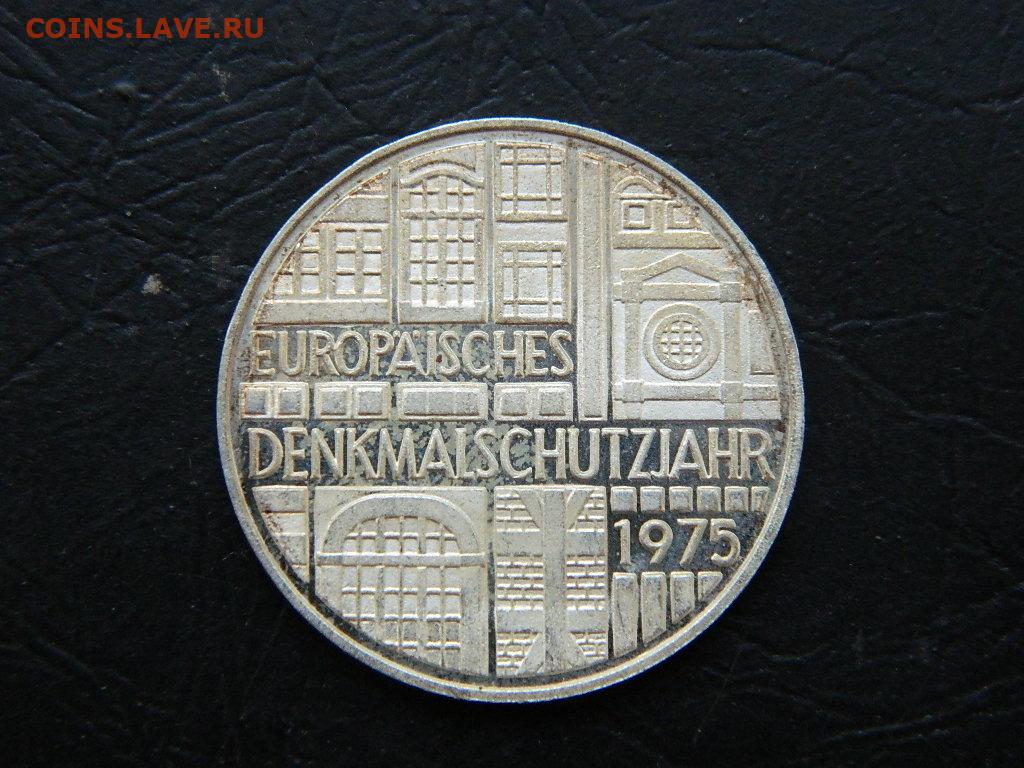 COINS.LAVE.RU
EUROPÄISCHES
DENKMALSCHUTZJAHR
1975